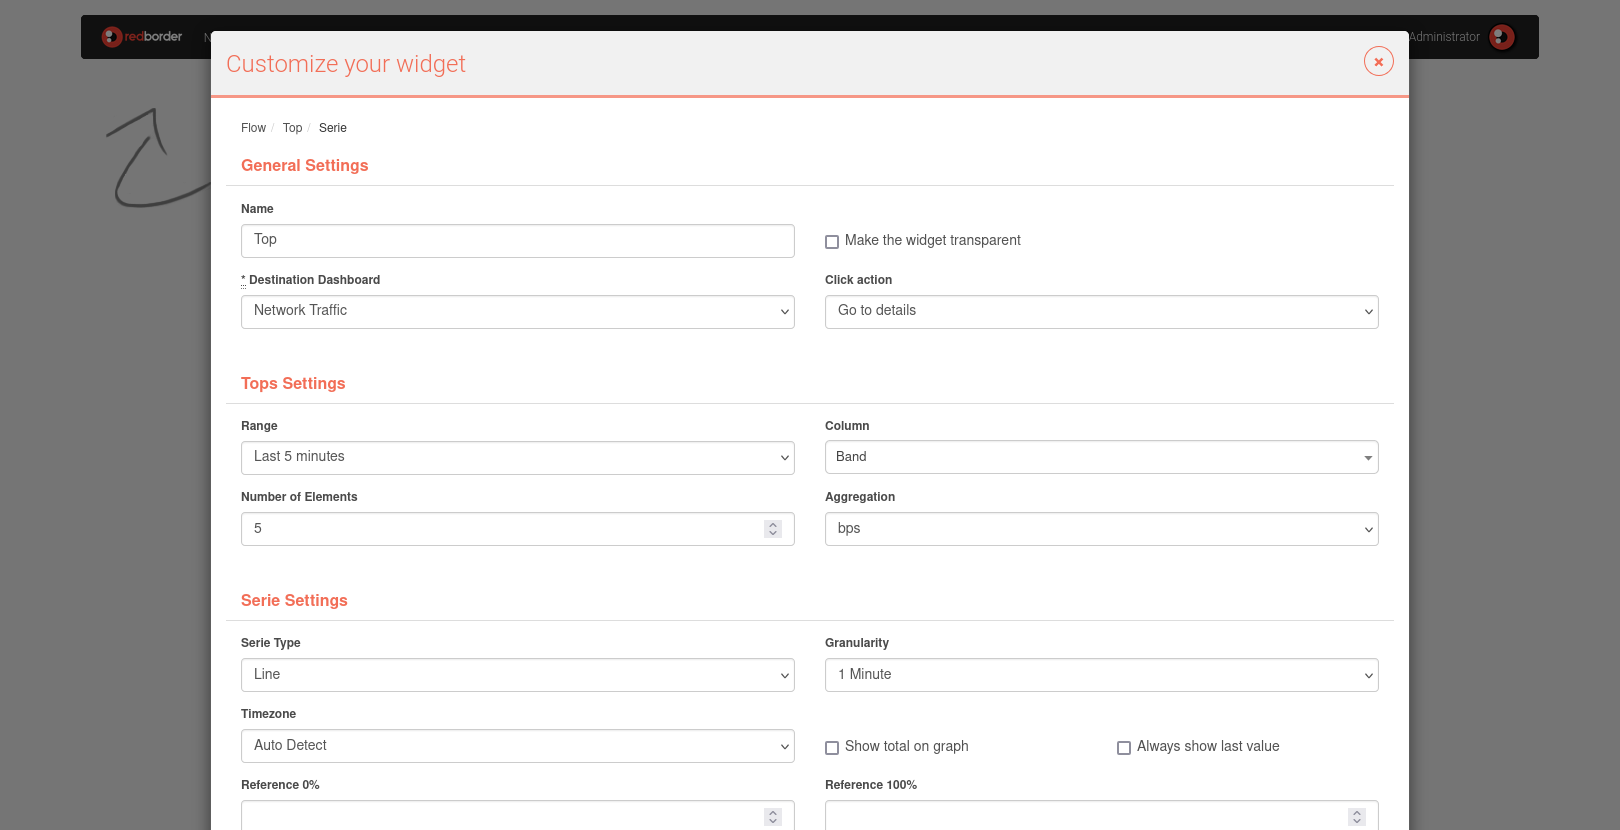 redborder
N
Administrator
Customize your widget
Flow / Top / Serie
General Settings
Name
Top
Make the widget transparent
* Destination Dashboard
Click action
Network Traffic
Go to details
Tops Settings
Range
Column
Last 5 minutes
Band
Number of Elements
Aggregation
5
bps
Serie Settings
Serie Type
Granularity
Line
1 Minute
Timezone
Auto Detect
Show total on graph
Always show last value
Reference 0%
Reference 100%